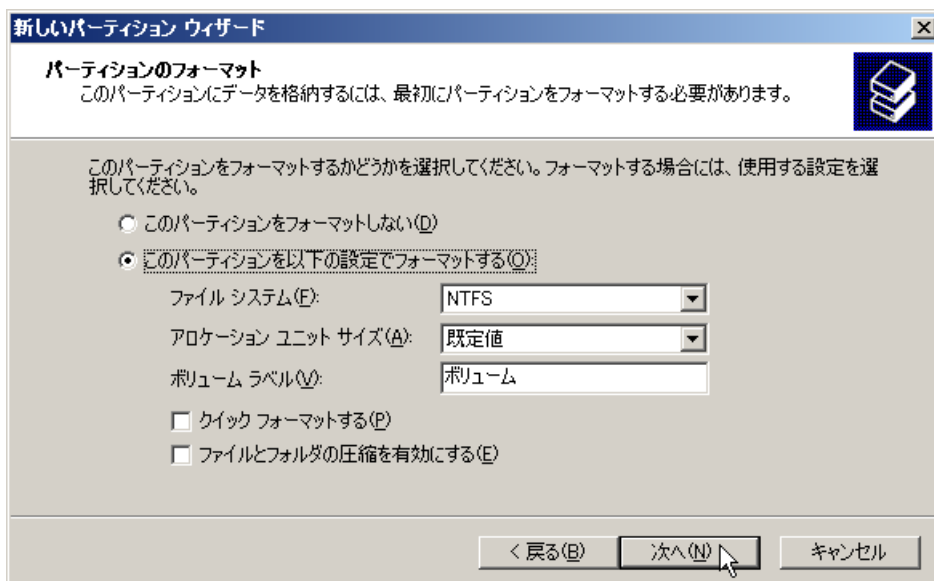 新しいパーティション ウィザード
パーティションのフォーマット
このパーティションにデータを格納するには、最初にパーティションをフォーマットする必要があります。
このパーティションをフォーマットするかどうかを選択してください。フォーマットする場合には、使用する設定を選
択してください。
このパーティションをフォーマットしない(D)
このパーティションを以下の設定でフォーマットする(O):
ファイル システム(F): NTFS
アロケーション ユニット サイズ(A): 既定値
ボリューム ラベル(V): ボリューム
クイック フォーマットする(P)
ファイルとフォルダの圧縮を有効にする(E)
< 戻る(B) 次へ(N) キャンセル